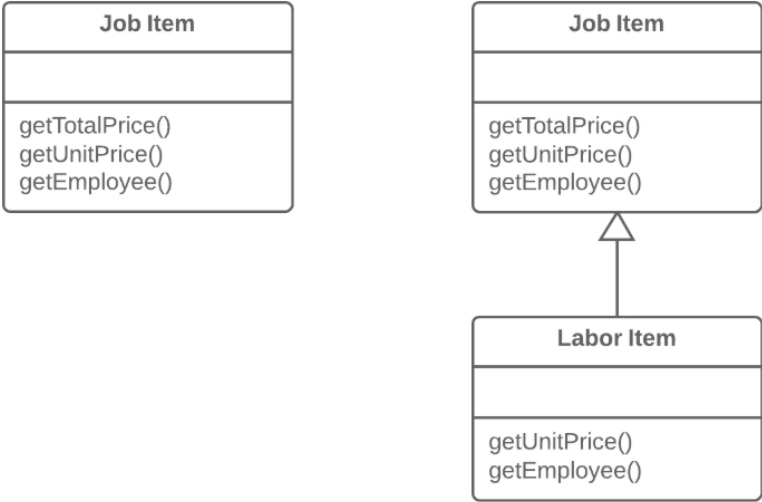 Job Item
getTotalPrice()
getUnitPrice()
getEmployee()
Job Item
getTotalPrice()
getUnitPrice()
getEmployee()
Labor Item
getUnitPrice()
getEmployee()